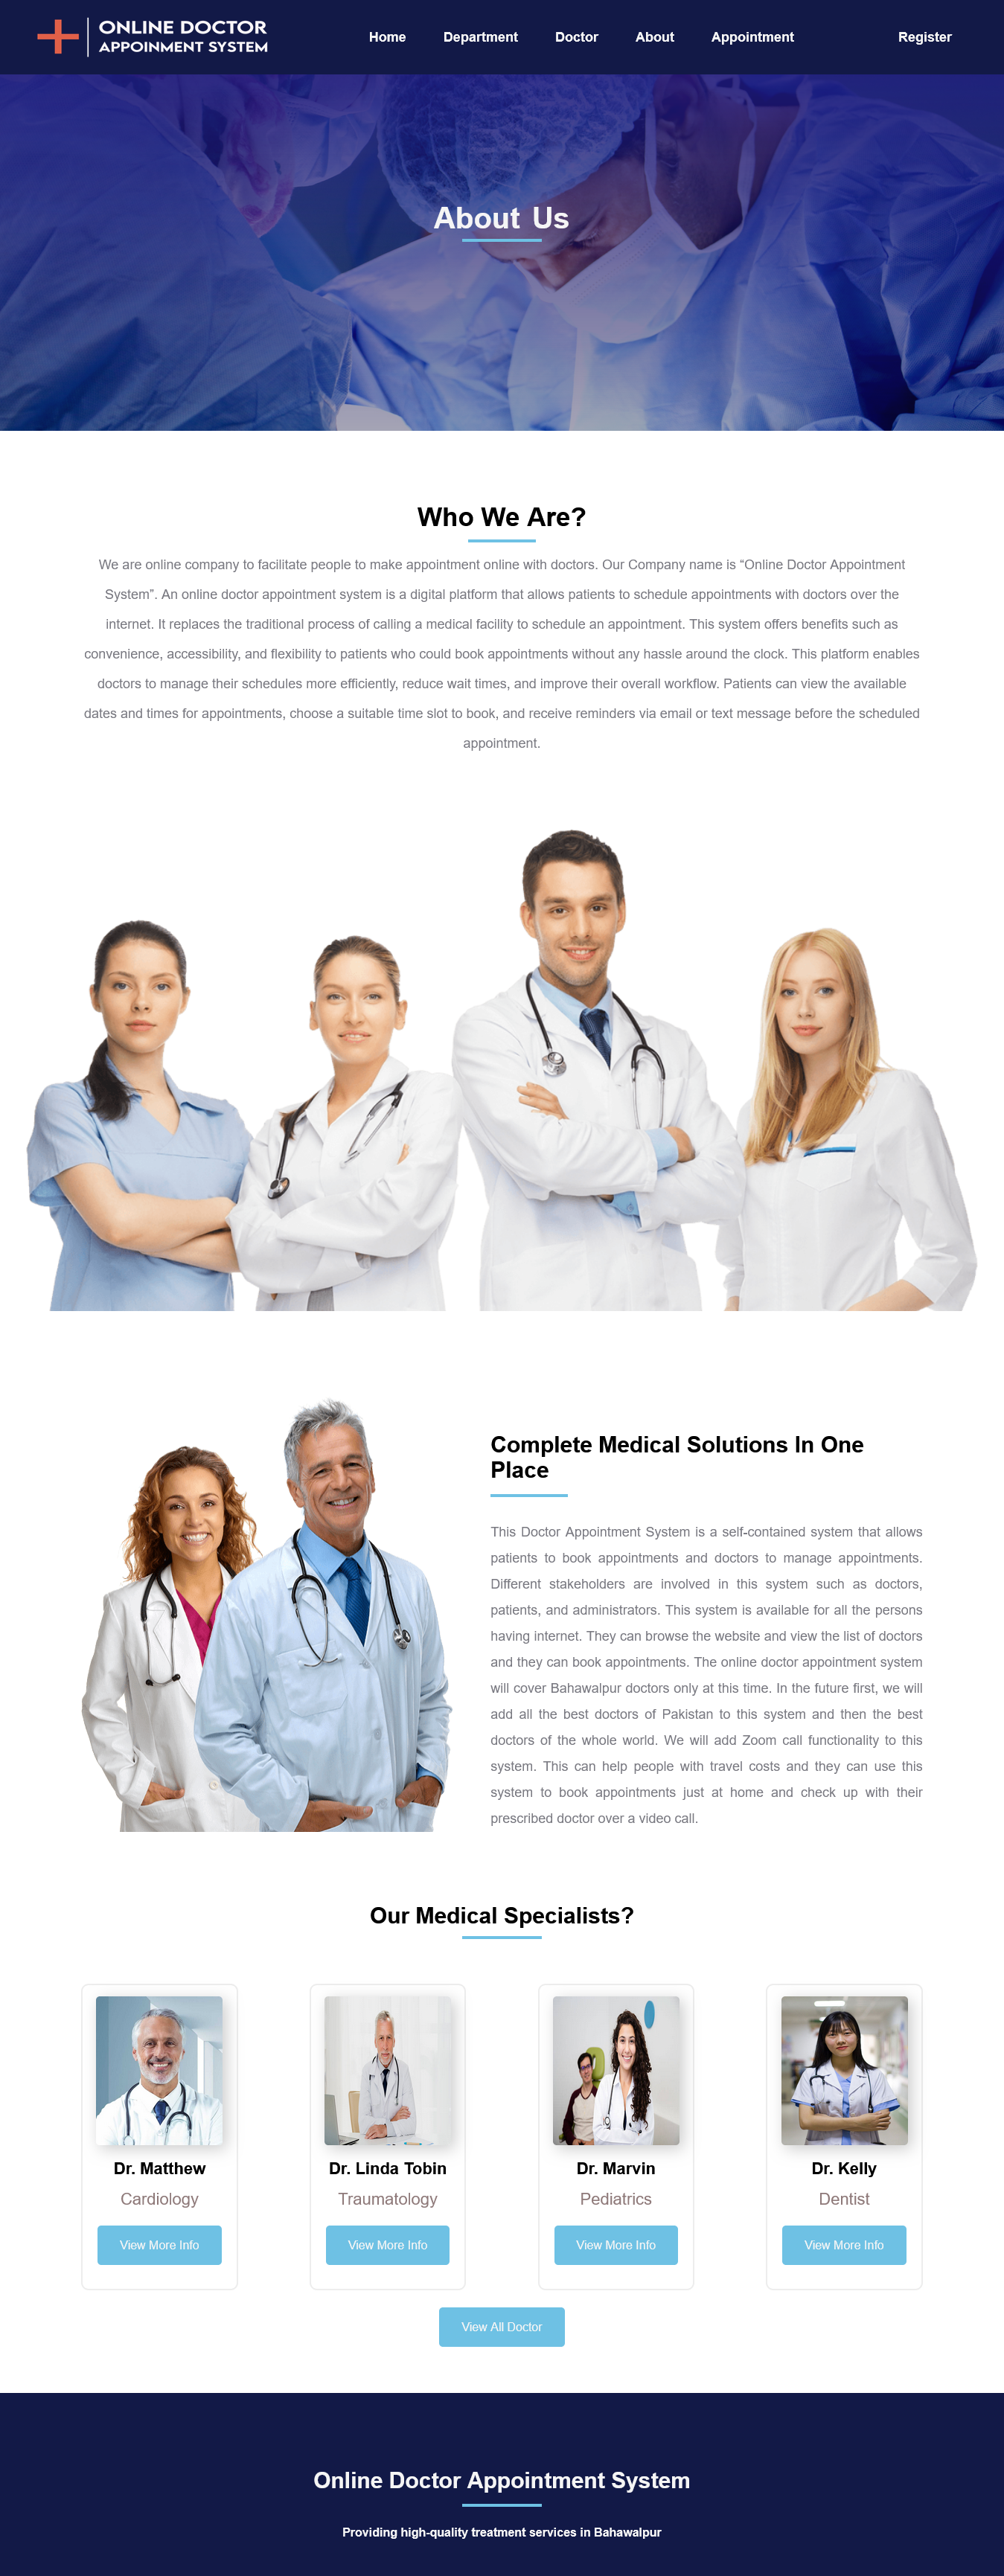 ONLINE DOCTOR
APPOINMENT SYSTEM
Home Department Doctor About Appointment Register
About Us
Who We Are?
We are online company to facilitate people to make appointment online with doctors. Our Company name is “Online Doctor Appointment
System”. An online doctor appointment system is a digital platform that allows patients to schedule appointments with doctors over the
internet. It replaces the traditional process of calling a medical facility to schedule an appointment. This system offers benefits such as
convenience, accessibility, and flexibility to patients who could book appointments without any hassle around the clock. This platform enables
doctors to manage their schedules more efficiently, reduce wait times, and improve their overall workflow. Patients can view the available
dates and times for appointments, choose a suitable time slot to book, and receive reminders via email or text message before the scheduled
appointment.
Complete Medical Solutions In One
Place
This Doctor Appointment System is a self-contained system that allows
patients to book appointments and doctors to manage appointments.
Different stakeholders are involved in this system such as doctors,
patients, and administrators. This system is available for all the persons
having internet. They can browse the website and view the list of doctors
and they can book appointments. The online doctor appointment system
will cover Bahawalpur doctors only at this time. In the future first, we will
add all the best doctors of Pakistan to this system and then the best
doctors of the whole world. We will add Zoom call functionality to this
system. This can help people with travel costs and they can use this
system to book appointments just at home and check up with their
prescribed doctor over a video call.
Our Medical Specialists?
Dr. Matthew
Cardiology
View More Info
Dr. Linda Tobin
Traumatology
View More Info
Dr. Marvin
Pediatrics
View More Info
Dr. Kelly
Dentist
View More Info
View All Doctor
Online Doctor Appointment System
Providing high-quality treatment services in Bahawalpur